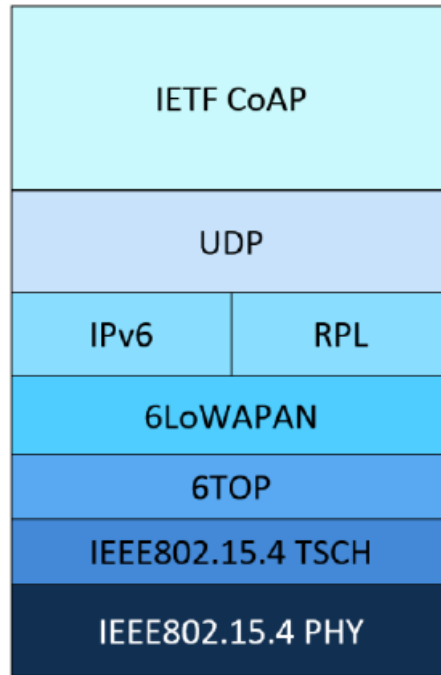 IETF CoAP
UDP
IPv6
RPL
6LoWAPAN
6TOP
IEEE802.15.4 TSCH
IEEE802.15.4 PHY